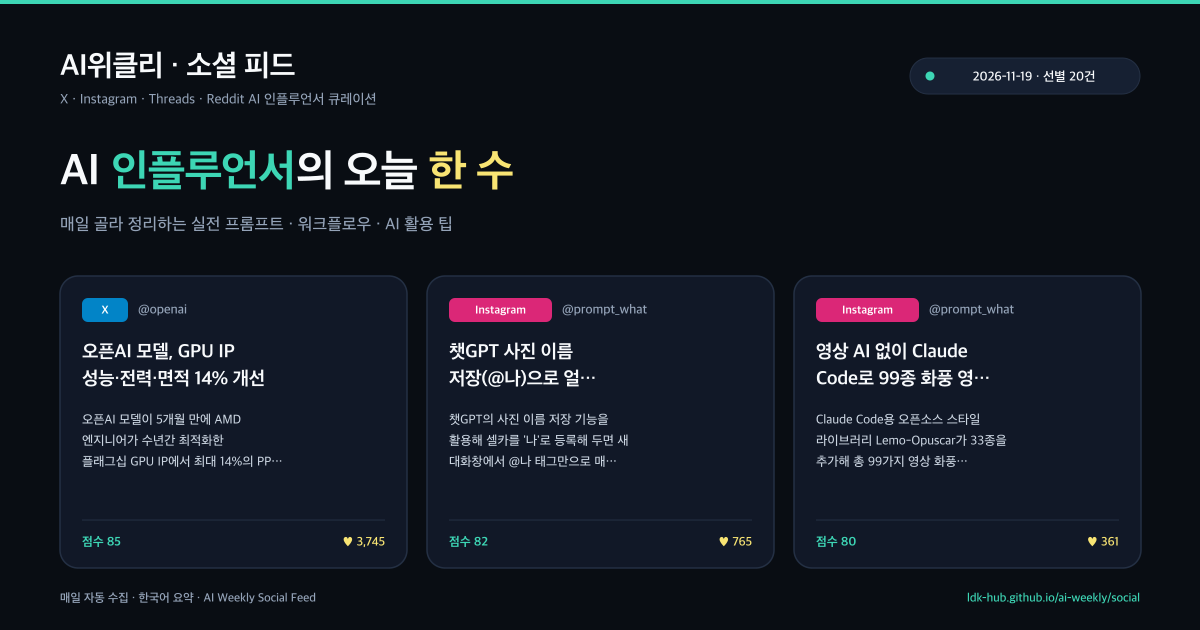 AI위클리 · 소셜 피드
X · Instagram · Threads · Reddit AI 인플루언서 큐레이션
2026-11-19 · 선별 20건
AI 인플루언서의 오늘 한 수
매일 골라 정리하는 실전 프롬프트 · 워크플로우 · AI 활용 팁
X @openai
오픈AI 모델, GPU IP
성능·전력·면적 14% 개선
오픈AI 모델이 5개월 만에 AMD
엔지니어가 수년간 최적화한
플래그십 GPU IP에서 최대 14%의 PP…
점수 85 ♥ 3,745
Instagram @prompt_what
챗GPT 사진 이름
저장(@나)으로 얼…
챗GPT의 사진 이름 저장 기능을
활용해 셀카를 '나'로 등록해 두면 새
대화창에서 @나 태그만으로 매…
점수 82 ♥ 765
Instagram @prompt_what
영상 AI 없이 Claude
Code로 99종 화풍 영…
Claude Code용 오픈소스 스타일
라이브러리 Lemo-Opuscar가 33종을
추가해 총 99가지 영상 화풍…
점수 80 ♥ 361
매일 자동 수집 · 한국어 요약 · AI Weekly Social Feed
ldk-hub.github.io/ai-weekly/social